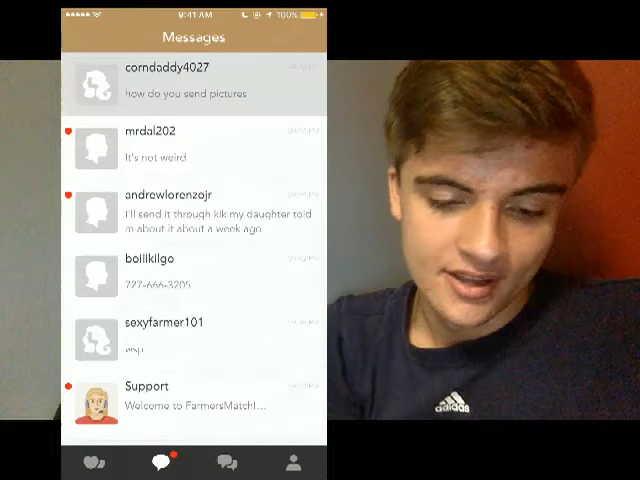 9:41 AM
100%
Messages
corndaddy4027
how do you send pictures
mrdal202
It's not weird
andrewlorenzojr
I'll send it through kik my daughter told
m about it about a week ago
boiiikilgo
727-666-3205
sexyfarmer101
wsp
Support
Welcome to FarmersMatch!...
adidas